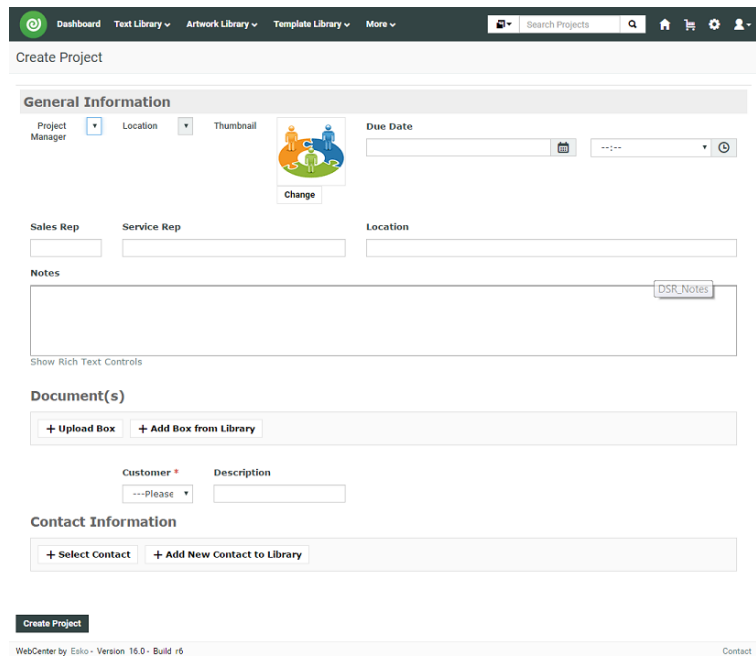 Dashboard Text Library Artwork Library Template Library More Search Projects
Create Project
General Information
Project Manager Location Thumbnail Due Date
--:--
Change
Sales Rep Service Rep Location
Notes
DSR_Notes
Show Rich Text Controls
Document(s)
+ Upload Box + Add Box from Library
Customer * Description
---Please
Contact Information
+ Select Contact + Add New Contact to Library
Create Project
WebCenter by Esko - Version 16.0 - Build r6 Contact